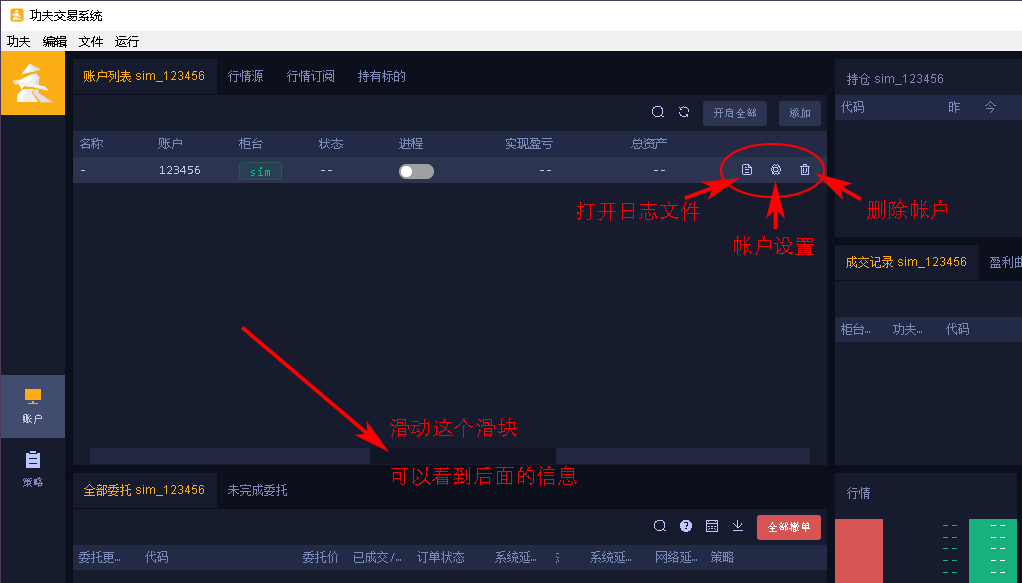 功夫交易系统
功夫 编辑 文件 运行
账户列表 sim_123456 行情源 行情订阅 持有标的
持仓 sim_123456
开启全部 添加
代码 昨 今
名称 账户 柜台 状态 进程 实现盈亏 总资产
- 123456 sim -- -- --
打开日志文件
删除帐户
帐户设置
成交记录 sim_123456
柜台... 功夫... 代码
账户
滑动这个滑块
可以看到后面的信息
策略
全部委托 sim_123456 未完成委托
行情
全部撤单
委托更... 代码 委托价 已成交/... 订单状态 系统延... 系统延... 网络延... 策略
-- --
-- --
-- --
-- --
-- --